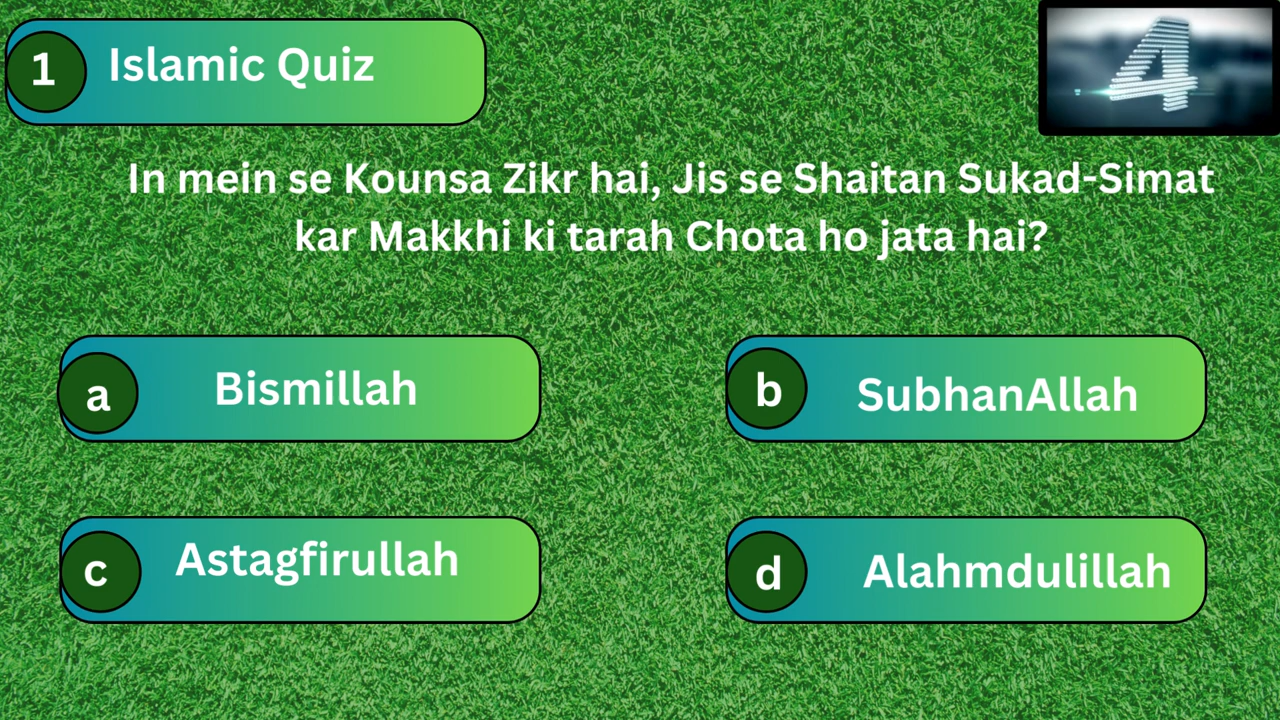 1
Islamic Quiz
4
In mein se Kounsa Zikr hai, Jis se Shaitan Sukad-Simat
kar Makkhi ki tarah Chota ho jata hai?
a
Bismillah
b
SubhanAllah
c
Astagfirullah
d
Alahmdulillah